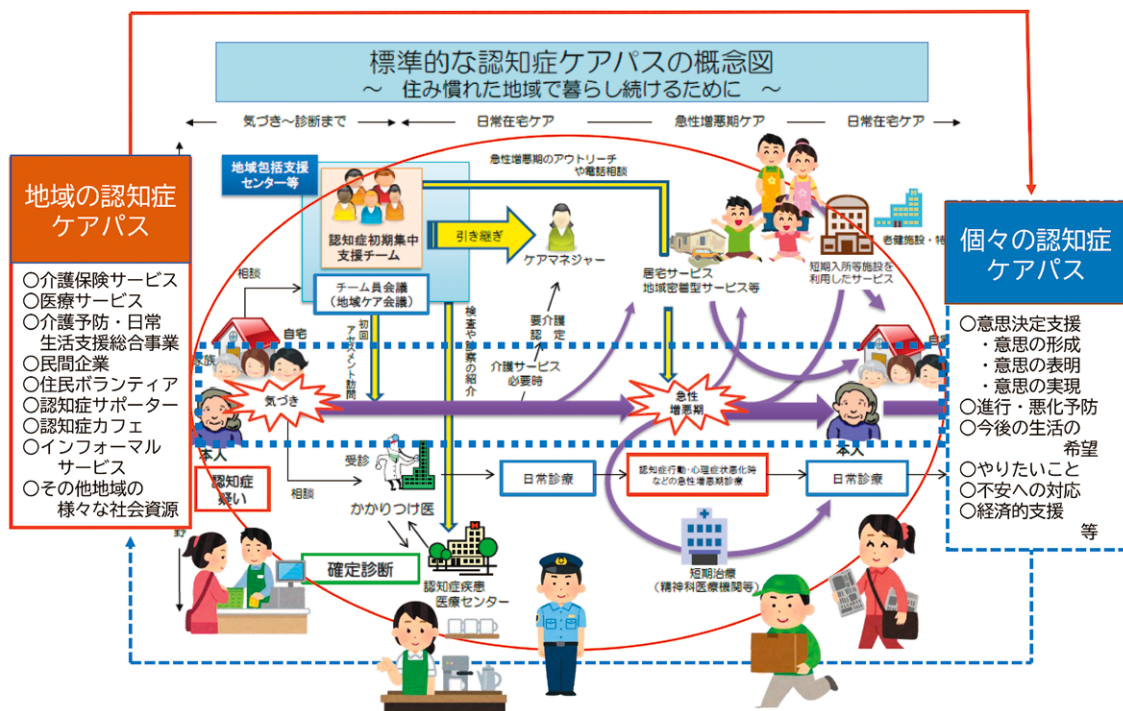 標準的な認知症ケアパスの概念図
～ 住み慣れた地域で暮らし続けるために ～
気づき～診断まで
日常在宅ケア
急性増悪期ケア
日常在宅ケア
地域の認知症
ケアパス
○介護保険サービス
○医療サービス
○介護予防・日常
生活支援総合事業
○民間企業
○住民ボランティア
○認知症サポーター
○認知症カフェ
○インフォーマル
サービス
○その他地域の
様々な社会資源
地域包括支援
センター等
認知症初期集中
支援チーム
チーム員会議
（地域ケア会議）
急性増悪期のアウトリーチ
や電話相談
引き継ぎ
ケアマネジャー
居宅サービス
地域密着型サービス等
短期入所等施設を
利用したサービス
老健施設・特
相談
自宅
家族
初回
アセスメント訪問
検査や診察の紹介
要介護
認定
介護サービス
必要時
気づき
急性
増悪期
自
本人
本人
認知症
疑い
相談
受診
かかりつけ医
日常診療
認知症行動・心理症状悪化時
などの急性増悪期診療
日常診療
確定診断
認知症疾患
医療センター
短期治療
（精神科医療機関等）
野
個々の認知症
ケアパス
○意思決定支援
・意思の形成
・意思の表明
・意思の実現
○進行・悪化予防
○今後の生活の
希望
○やりたいこと
○不安への対応
○経済的支援
等